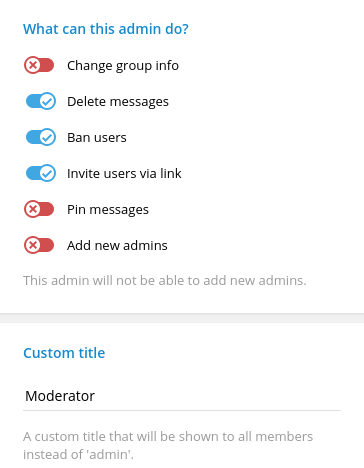 What can this admin do?
Change group info
Delete messages
Ban users
Invite users via link
Pin messages
Add new admins
This admin will not be able to add new admins.
Custom title
Moderator
A custom title that will be shown to all members
instead of 'admin'.